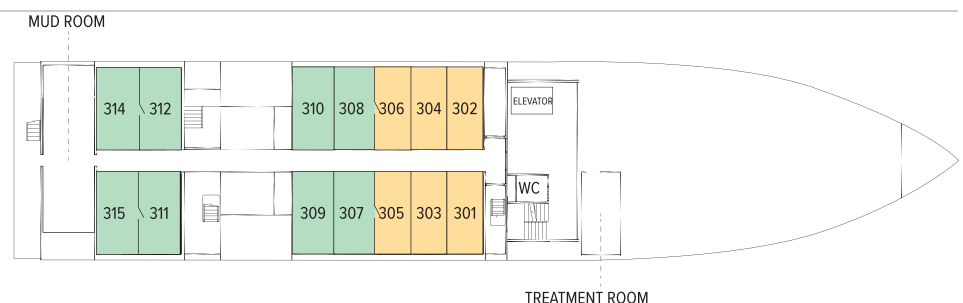 MUD ROOM
314 312 310 308 306 304 302
ELEVATOR
WC
315 311 309 307 305 303 301
TREATMENT ROOM